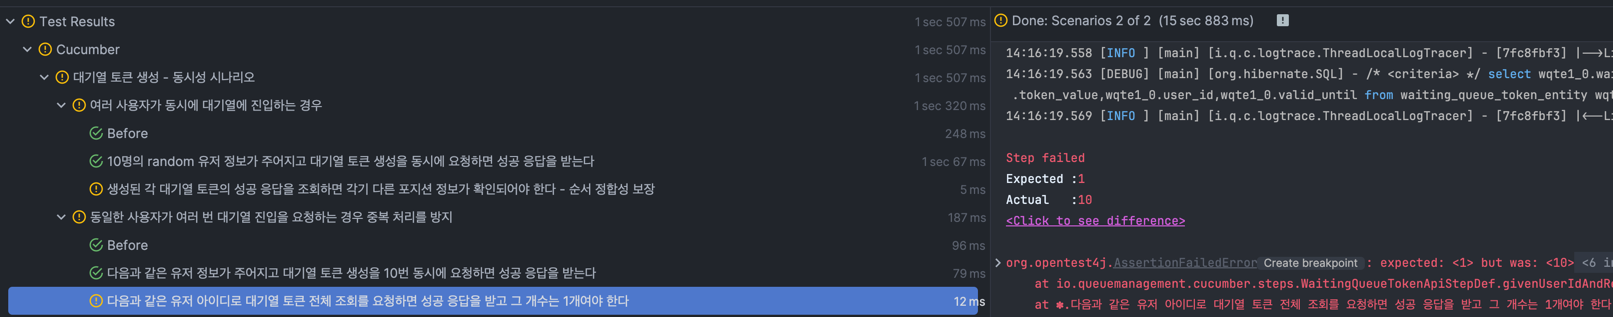 Test Results 1 sec 507 ms
Cucumber 1 sec 507 ms
대기열 토큰 생성 - 동시성 시나리오 1 sec 507 ms
여러 사용자가 동시에 대기열에 진입하는 경우 1 sec 320 ms
Before 248 ms
10명의 random 유저 정보가 주어지고 대기열 토큰 생성을 동시에 요청하면 성공 응답을 받는다 1 sec 67 ms
생성된 각 대기열 토큰의 성공 응답을 조회하면 각기 다른 포지션 정보가 확인되어야 한다 - 순서 정합성 보장 5 ms
동일한 사용자가 여러 번 대기열 진입을 요청하는 경우 중복 처리를 방지 187 ms
Before 96 ms
다음과 같은 유저 정보가 주어지고 대기열 토큰 생성을 10번 동시에 요청하면 성공 응답을 받는다 79 ms
다음과 같은 유저 아이디로 대기열 토큰 전체 조회를 요청하면 성공 응답을 받고 그 개수는 1개여야 한다 12 ms
Done: Scenarios 2 of 2 (15 sec 883 ms)
14:16:19.558 [INFO ] [main] [i.q.c.logtrace.ThreadLocalLogTracer] - [7fc8fbf3] |-->Li
14:16:19.563 [DEBUG] [main] [org.hibernate.SQL] - /* <criteria> */ select wqte1_0.wai
.token_value,wqte1_0.user_id,wqte1_0.valid_until from waiting_queue_token_entity wqt
14:16:19.569 [INFO ] [main] [i.q.c.logtrace.ThreadLocalLogTracer] - [7fc8fbf3] |<--Li
Step failed
Expected :1
Actual :10
<Click to see difference>
org.opentest4j.AssertionFailedError Create breakpoint : expected: <1> but was: <10> <6 in
at io.queuemanagement.cucumber.steps.WaitingQueueTokenApiStepDef.givenUserIdAndRe
at ✽.다음과 같은 유저 아이디로 대기열 토큰 전체 조회를 요청하면 성공 응답을 받고 그 개수는 1개여야 한다